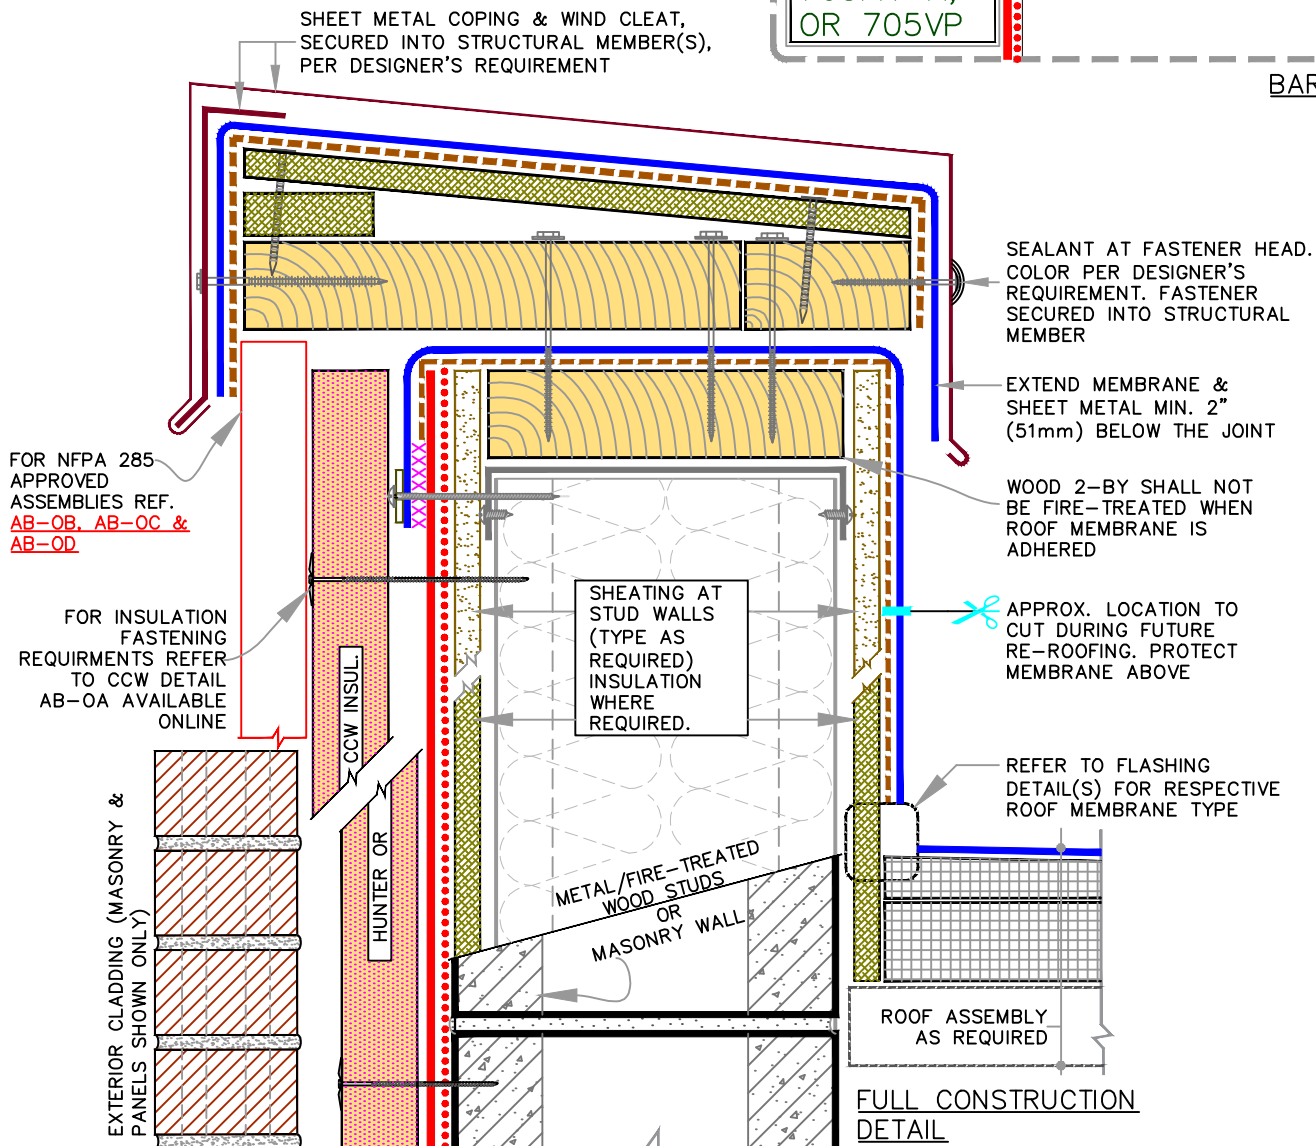 SHEET METAL COPING & WIND CLEAT,
SECURED INTO STRUCTURAL MEMBER(S),
PER DESIGNER'S REQUIREMENT
OR 705VP
BAR
SEALANT AT FASTENER HEAD.
COLOR PER DESIGNER'S
REQUIREMENT. FASTENER
SECURED INTO STRUCTURAL
MEMBER
EXTEND MEMBRANE &
SHEET METAL MIN. 2"
(51mm) BELOW THE JOINT
FOR NFPA 285
APPROVED
ASSEMBLIES REF.
AB-OB, AB-OC &
AB-OD
WOOD 2-BY SHALL NOT
BE FIRE-TREATED WHEN
ROOF MEMBRANE IS
ADHERED
FOR INSULATION
FASTENING
REQUIRMENTS REFER
TO CCW DETAIL
AB-OA AVAILABLE
ONLINE
SHEATING AT
STUD WALLS
(TYPE AS
REQUIRED)
INSULATION
WHERE
REQUIRED.
APPROX. LOCATION TO
CUT DURING FUTURE
RE-ROOFING. PROTECT
MEMBRANE ABOVE
HUNTER OR
CCW INSUL.
REFER TO FLASHING
DETAIL(S) FOR RESPECTIVE
ROOF MEMBRANE TYPE
EXTERIOR CLADDING (MASONRY &
PANELS SHOWN ONLY)
METAL/FIRE-TREATED
WOOD STUDS
OR
MASONRY WALL
ROOF ASSEMBLY
AS REQUIRED
FULL CONSTRUCTION
DETAIL